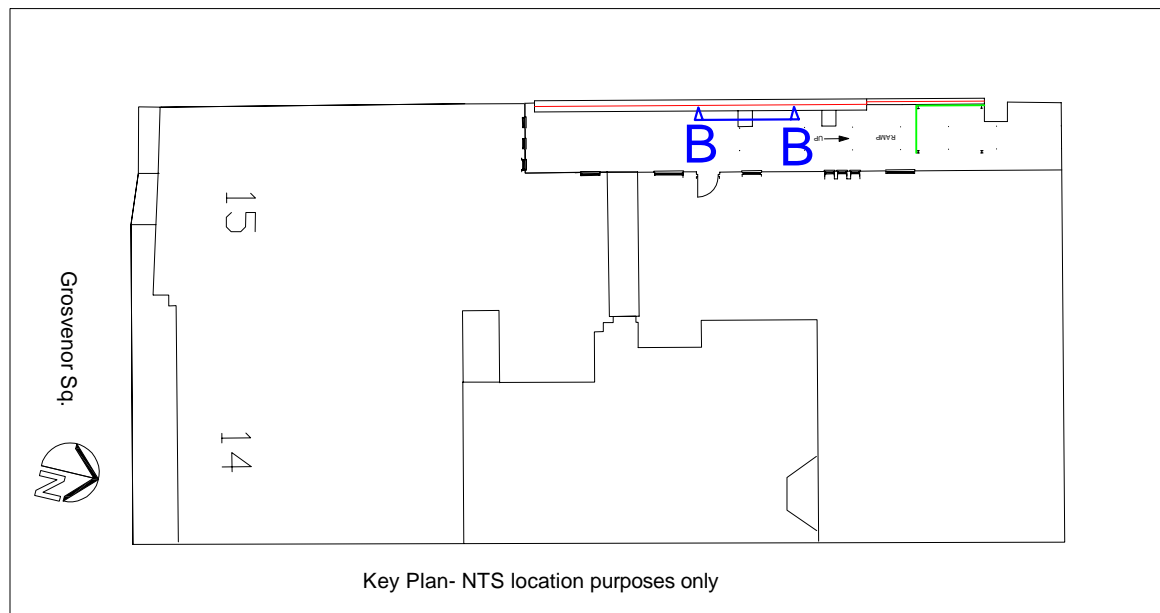 B B
UP
RAMP
15
Grosvenor Sq.
14
N
Key Plan- NTS location purposes only